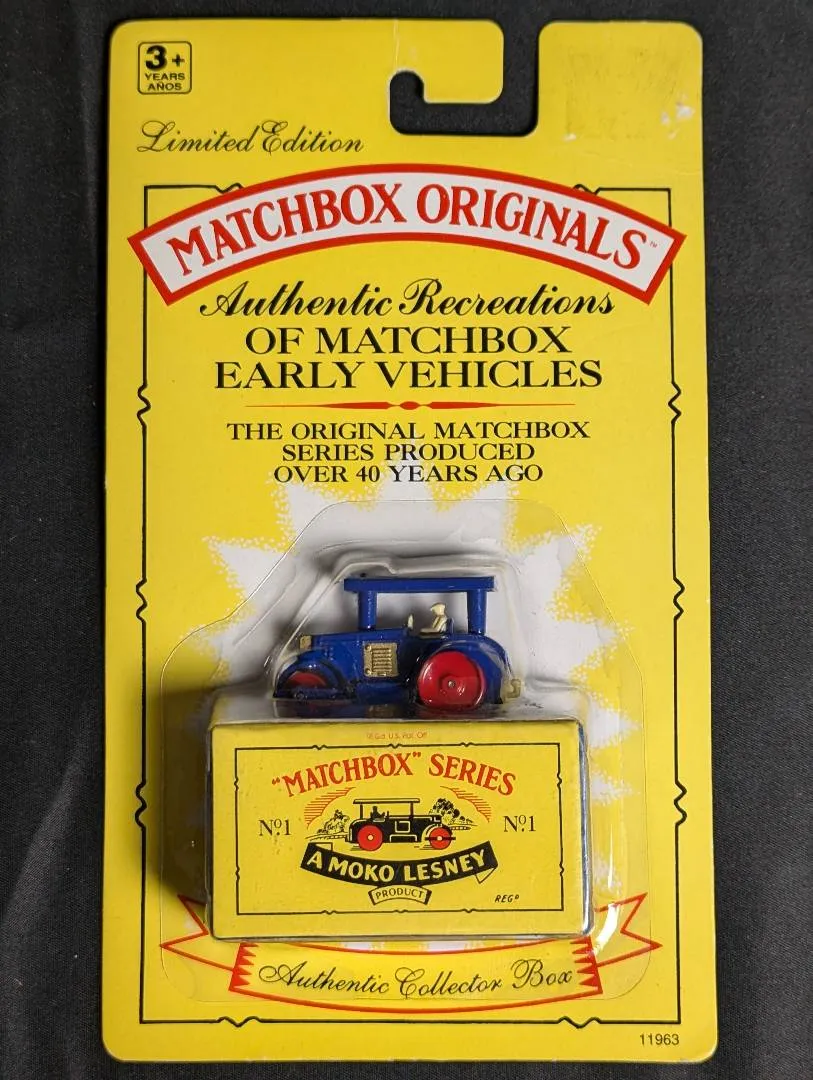 3+
YEARS
AÑOS
Limited Edition
MATCHBOX ORIGINALS™
Authentic Recreations
OF MATCHBOX
EARLY VEHICLES
THE ORIGINAL MATCHBOX
SERIES PRODUCED
OVER 40 YEARS AGO
"MATCHBOX" SERIES
Nº1
Nº1
A MOKO LESNEY
PRODUCT
REGD
Authentic Collector Box
11963